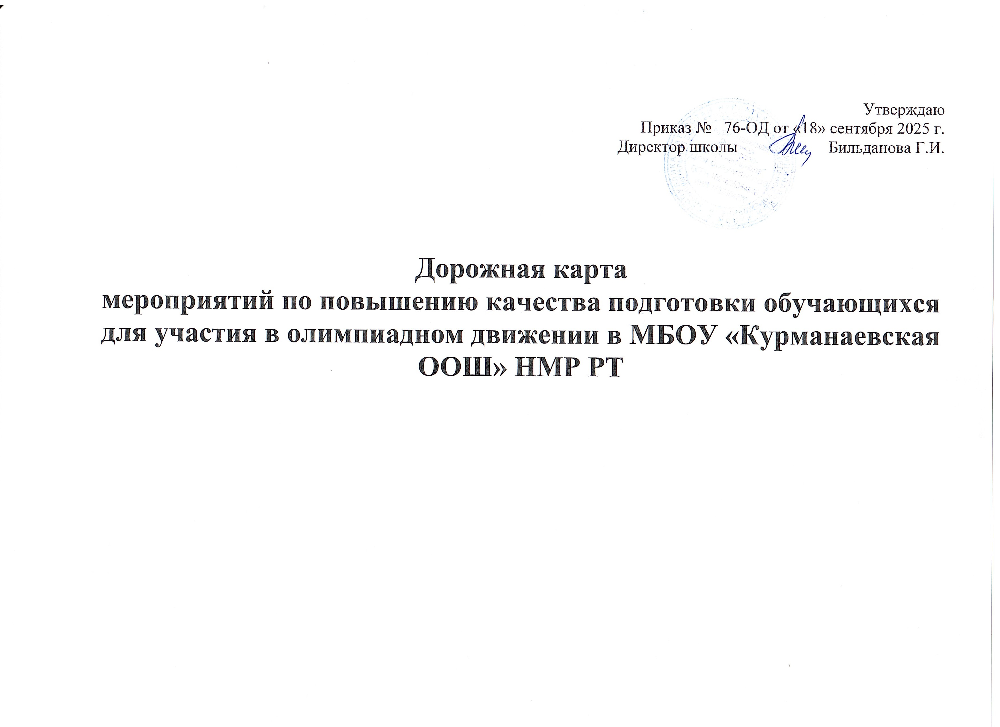 Утверждаю
Приказ № 76-ОД от «18» сентября 2025 г.
Директор школы Бильданова Г.И.
Дорожная карта
мероприятий по повышению качества подготовки обучающихся
для участия в олимпиадном движении в МБОУ «Курманаевская
ООШ» НМР РТ